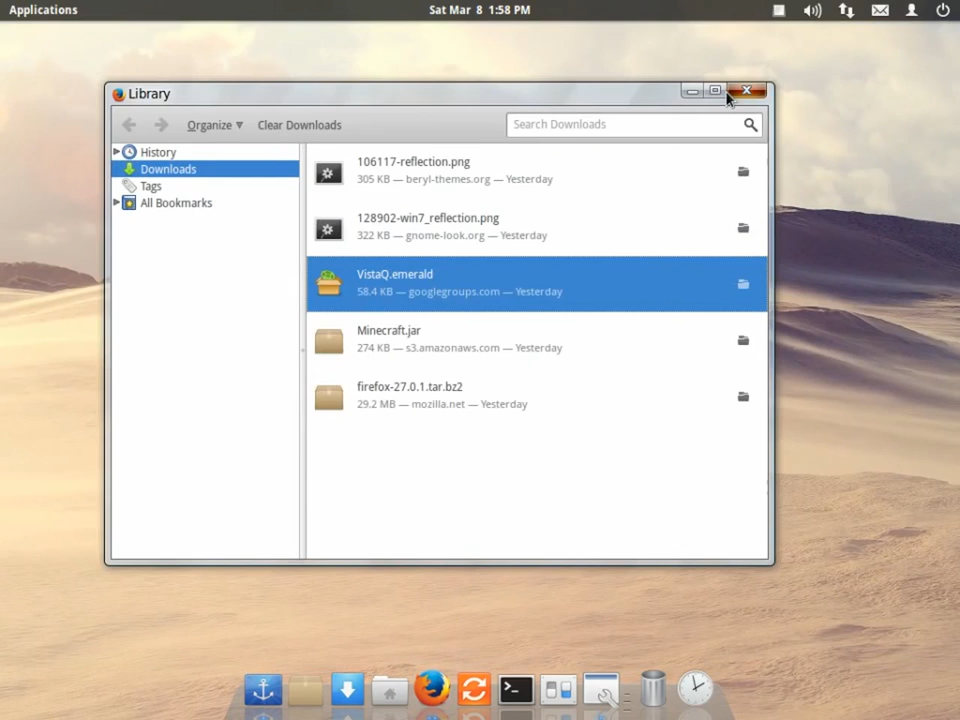 Applications
Sat Mar 8 1:58 PM
Library
Organize
Clear Downloads
Search Downloads
History
Downloads
Tags
All Bookmarks
106117-reflection.png
305 KB — beryl-themes.org — Yesterday
128902-win7_reflection.png
322 KB — gnome-look.org — Yesterday
VistaQ.emerald
58.4 KB — googlegroups.com — Yesterday
Minecraft.jar
274 KB — s3.amazonaws.com — Yesterday
firefox-27.0.1.tar.bz2
29.2 MB — mozilla.net — Yesterday